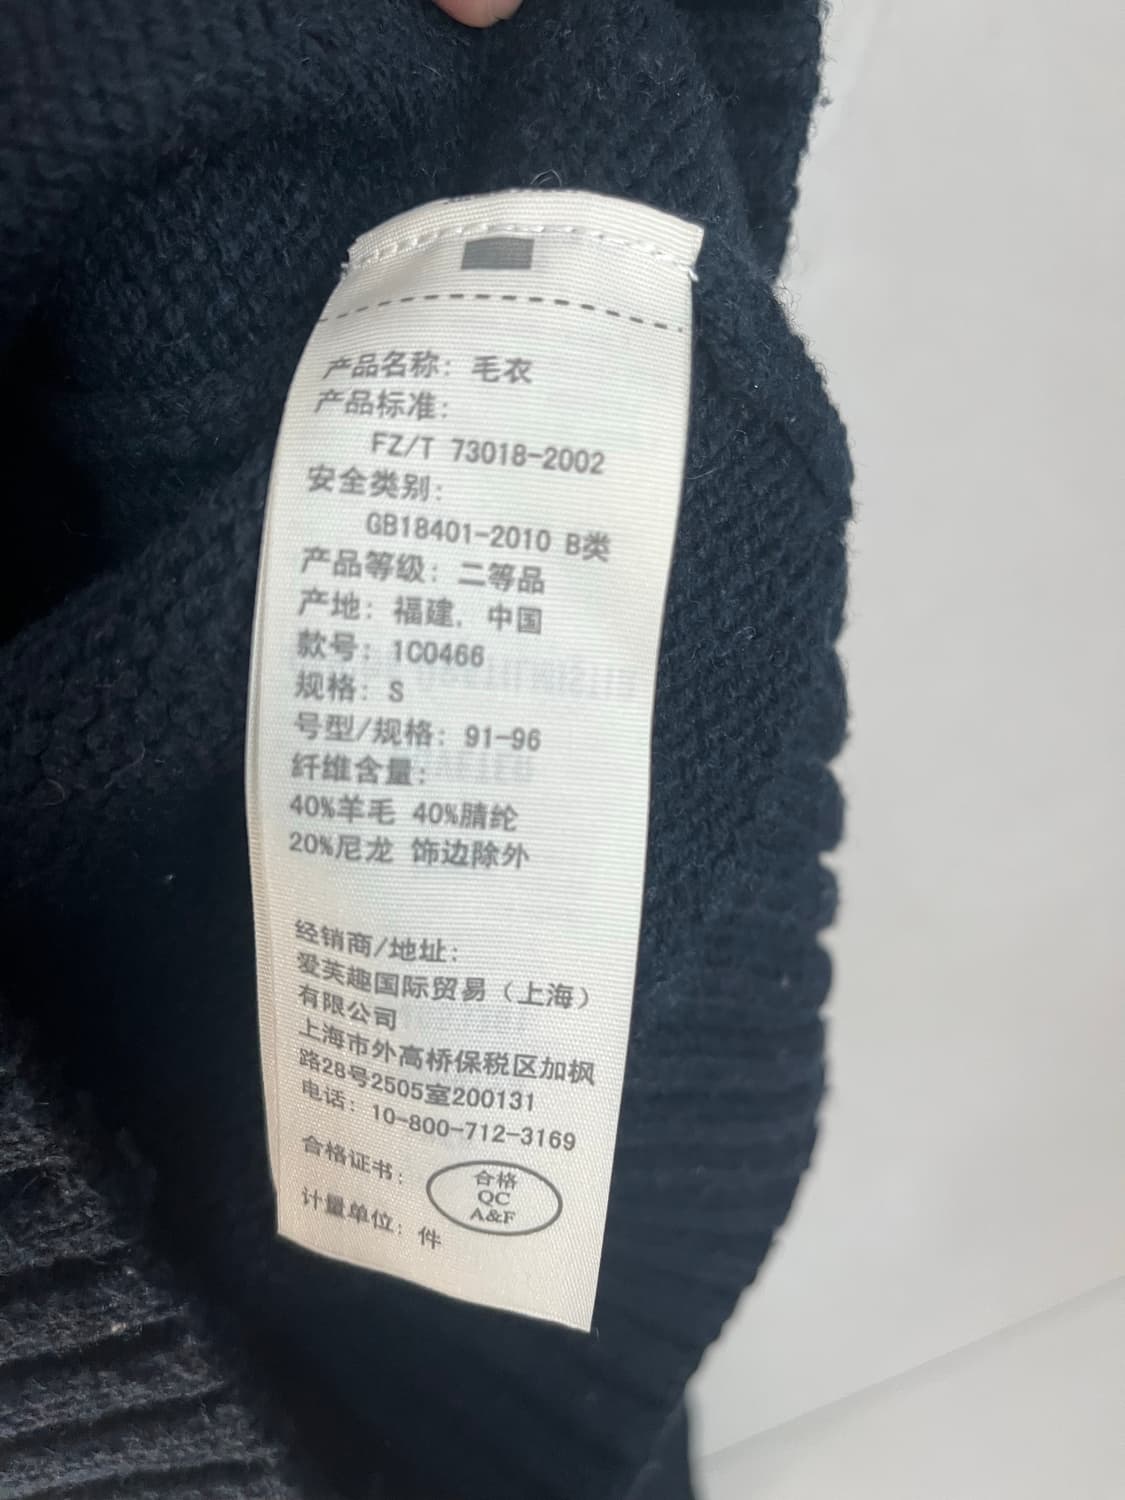 产品名称: 毛衣
产品标准:
FZ/T 73018-2002
安全类别:
GB18401-2010 B类
产品等级: 二等品
产地: 福建, 中国
款号: 1C0466
规格: S
号型/规格: 91-96
纤维含量:
40%羊毛 40%腈纶
20%尼龙 饰边除外
经销商/地址:
爱芙趣国际贸易（上海）
有限公司
上海市外高桥保税区加枫
路28号2505室200131
电话: 10-800-712-3169
合格证书:
合格
QC
A&F
计量单位: 件